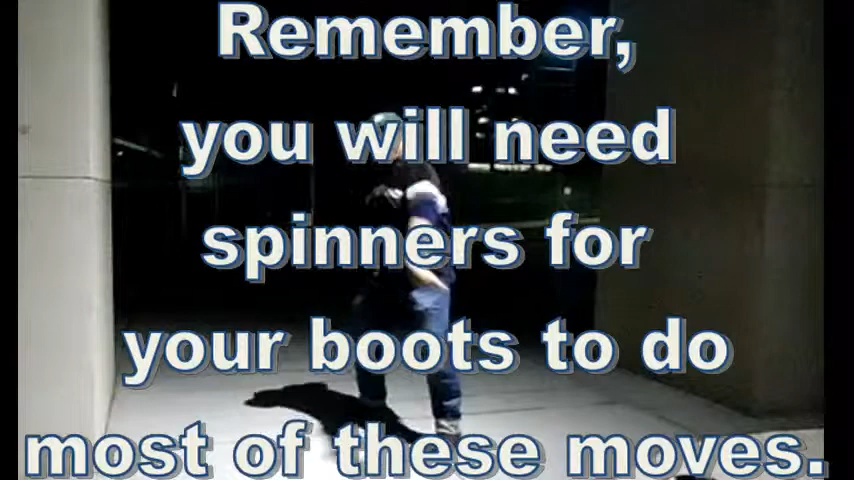 Remember,
you will need
spinners for
your boots to do
most of these moves.